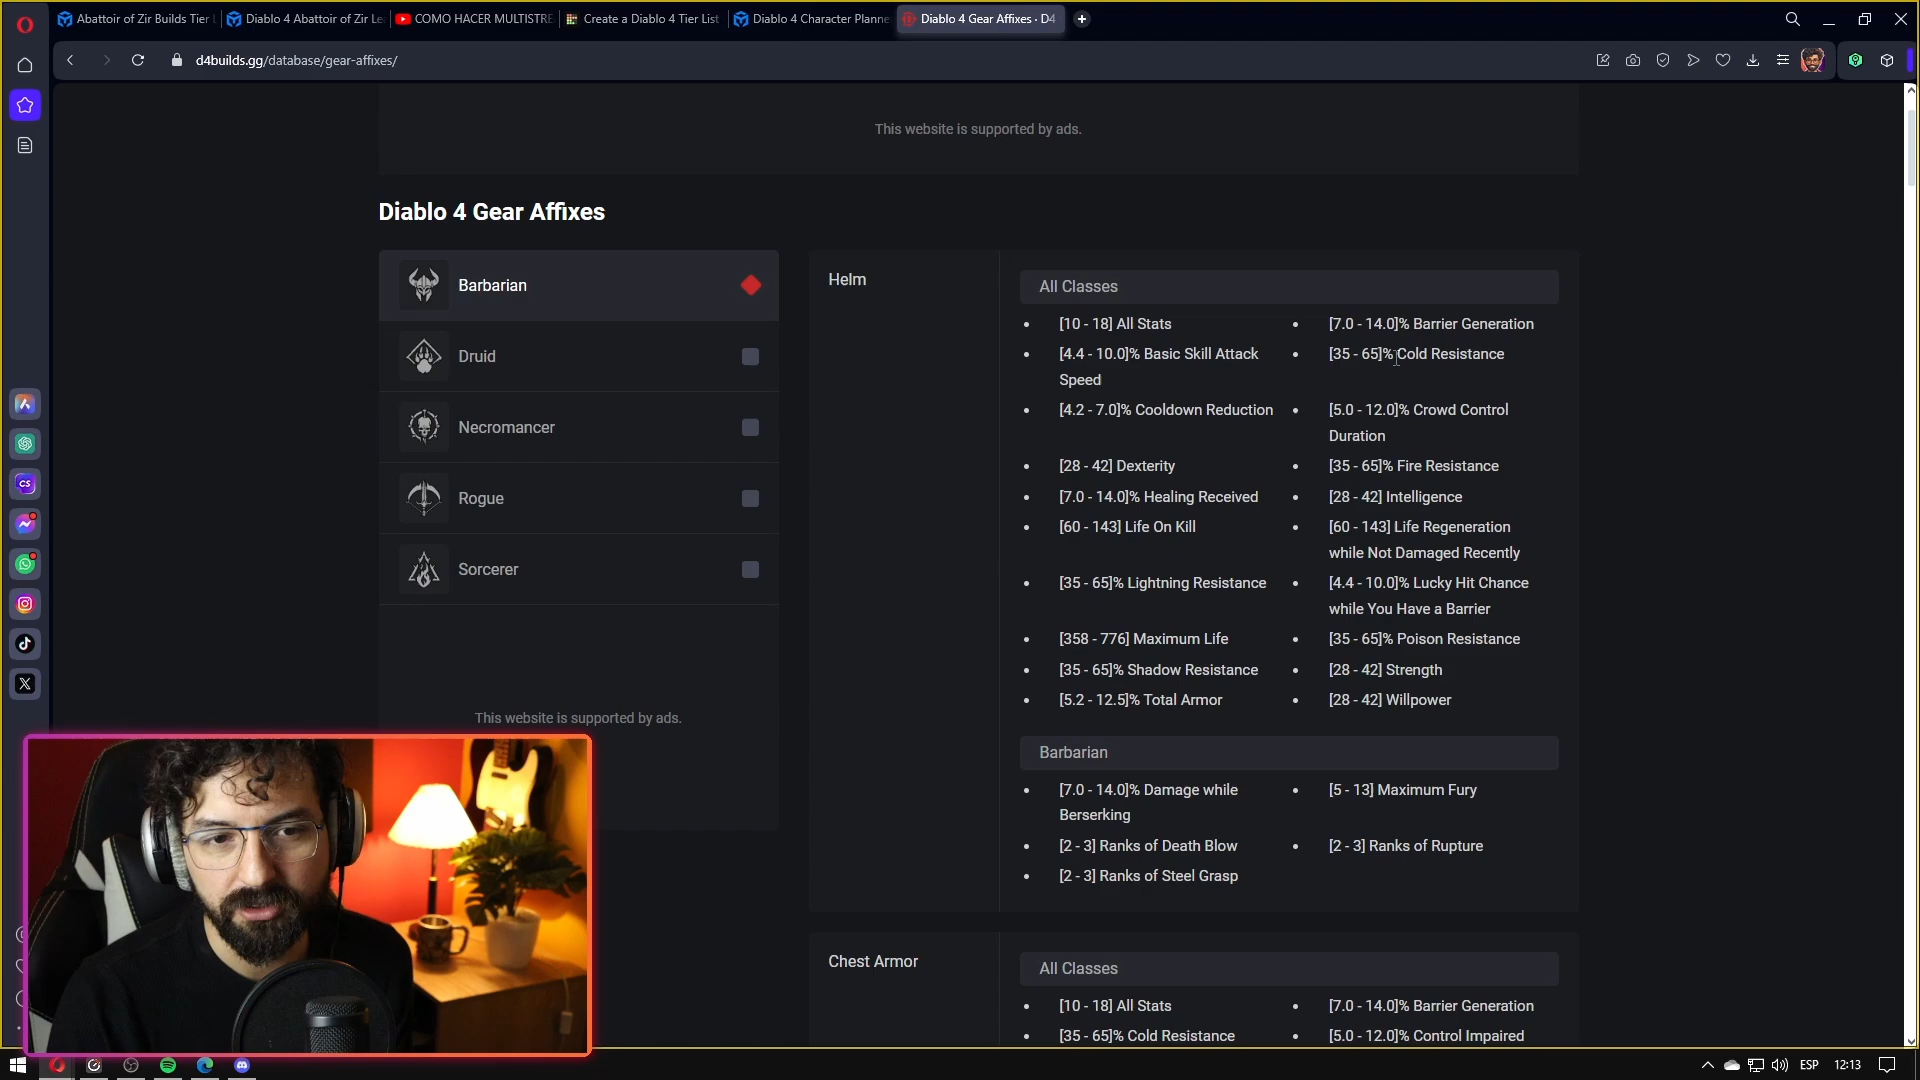 Abattoir of Zir Builds Tier
Diablo 4 Abattoir of Zir Le
COMO HACER MULTISTRE
Create a Diablo 4 Tier List
Diablo 4 Character Planne
Diablo 4 Gear Affixes · D4
d4builds.gg/database/gear-affixes/
This website is supported by ads.
Diablo 4 Gear Affixes
Barbarian
Druid
Necromancer
Rogue
Sorcerer
This website is supported by ads.
Helm
All Classes
[10 - 18] All Stats
[7.0 - 14.0]% Barrier Generation
[4.4 - 10.0]% Basic Skill Attack
Speed
[35 - 65]% Cold Resistance
[4.2 - 7.0]% Cooldown Reduction
[5.0 - 12.0]% Crowd Control
Duration
[28 - 42] Dexterity
[35 - 65]% Fire Resistance
[7.0 - 14.0]% Healing Received
[28 - 42] Intelligence
[60 - 143] Life On Kill
[60 - 143] Life Regeneration
while Not Damaged Recently
[35 - 65]% Lightning Resistance
[4.4 - 10.0]% Lucky Hit Chance
while You Have a Barrier
[358 - 776] Maximum Life
[35 - 65]% Poison Resistance
[35 - 65]% Shadow Resistance
[28 - 42] Strength
[5.2 - 12.5]% Total Armor
[28 - 42] Willpower
Barbarian
[7.0 - 14.0]% Damage while
Berserking
[5 - 13] Maximum Fury
[2 - 3] Ranks of Death Blow
[2 - 3] Ranks of Rupture
[2 - 3] Ranks of Steel Grasp
Chest Armor
All Classes
[10 - 18] All Stats
[7.0 - 14.0]% Barrier Generation
[35 - 65]% Cold Resistance
[5.0 - 12.0]% Control Impaired
CS
ESP
12:13